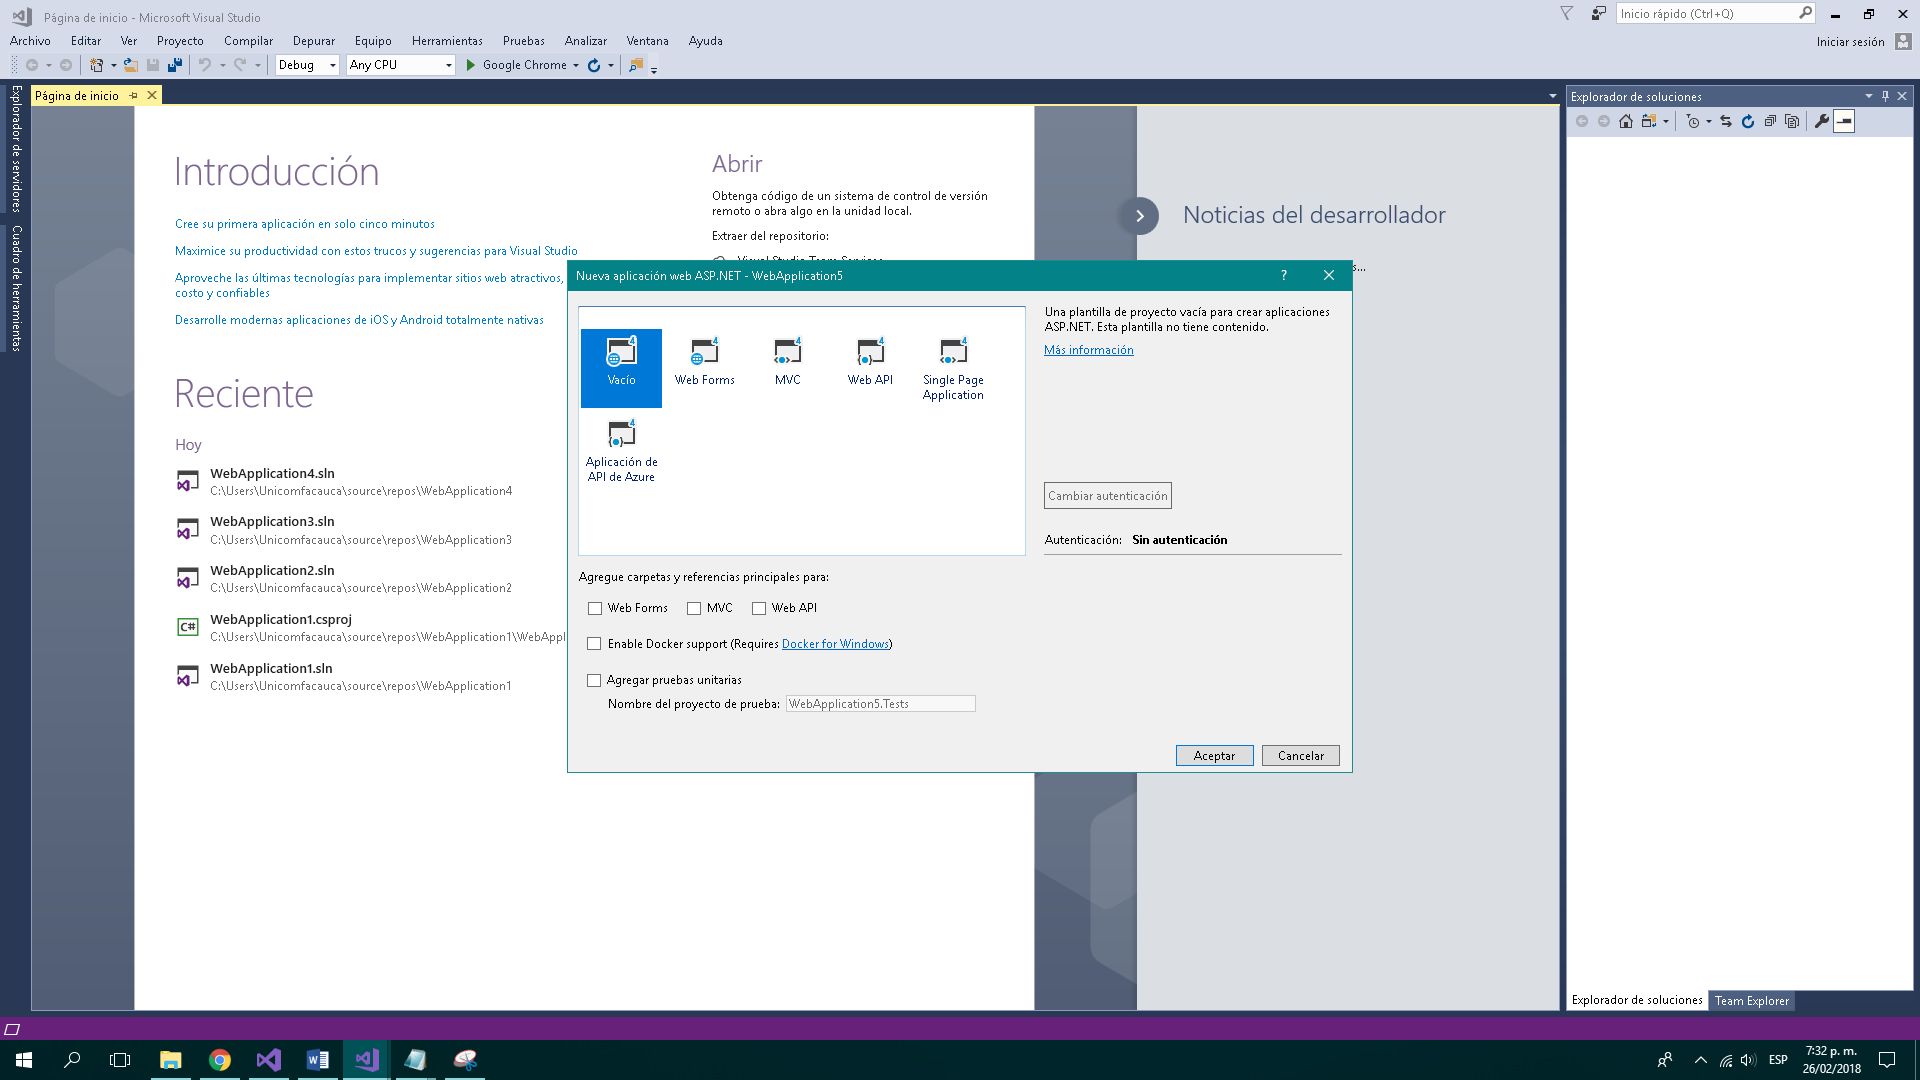 Página de inicio - Microsoft Visual Studio
Inicio rápido (Ctrl+Q)
Archivo Editar Ver Proyecto Compilar Depurar Equipo Herramientas Pruebas Analizar Ventana Ayuda
Iniciar sesión
Debug Any CPU Google Chrome
Explorador de servidores
Cuadro de herramientas
Página de inicio
Introducción
Cree su primera aplicación en solo cinco minutos
Maximice su productividad con estos trucos y sugerencias para Visual Studio
Aproveche las últimas tecnologías para implementar sitios web atractivos,
costo y confiables
Desarrolle modernas aplicaciones de iOS y Android totalmente nativas
Reciente
Hoy
WebApplication4.sln
C:\Users\Unicomfacauca\source\repos\WebApplication4
WebApplication3.sln
C:\Users\Unicomfacauca\source\repos\WebApplication3
WebApplication2.sln
C:\Users\Unicomfacauca\source\repos\WebApplication2
WebApplication1.csproj
C:\Users\Unicomfacauca\source\repos\WebApplication1\WebAppl
WebApplication1.sln
C:\Users\Unicomfacauca\source\repos\WebApplication1
Abrir
Obtenga código de un sistema de control de versión
remoto o abra algo en la unidad local.
Extraer del repositorio:
Visual Studio Team Services
Noticias del desarrollador
s...
Nueva aplicación web ASP.NET - WebApplication5
?
Vacío
Web Forms
MVC
Web API
Single Page
Application
Aplicación de
API de Azure
Una plantilla de proyecto vacía para crear aplicaciones
ASP.NET. Esta plantilla no tiene contenido.
Más información
Cambiar autenticación
Autenticación: Sin autenticación
Agregue carpetas y referencias principales para:
Web Forms MVC Web API
Enable Docker support (Requires Docker for Windows)
Agregar pruebas unitarias
Nombre del proyecto de prueba: WebApplication5.Tests
Aceptar Cancelar
Explorador de soluciones
Explorador de soluciones Team Explorer
ESP
7:32 p. m.
26/02/2018